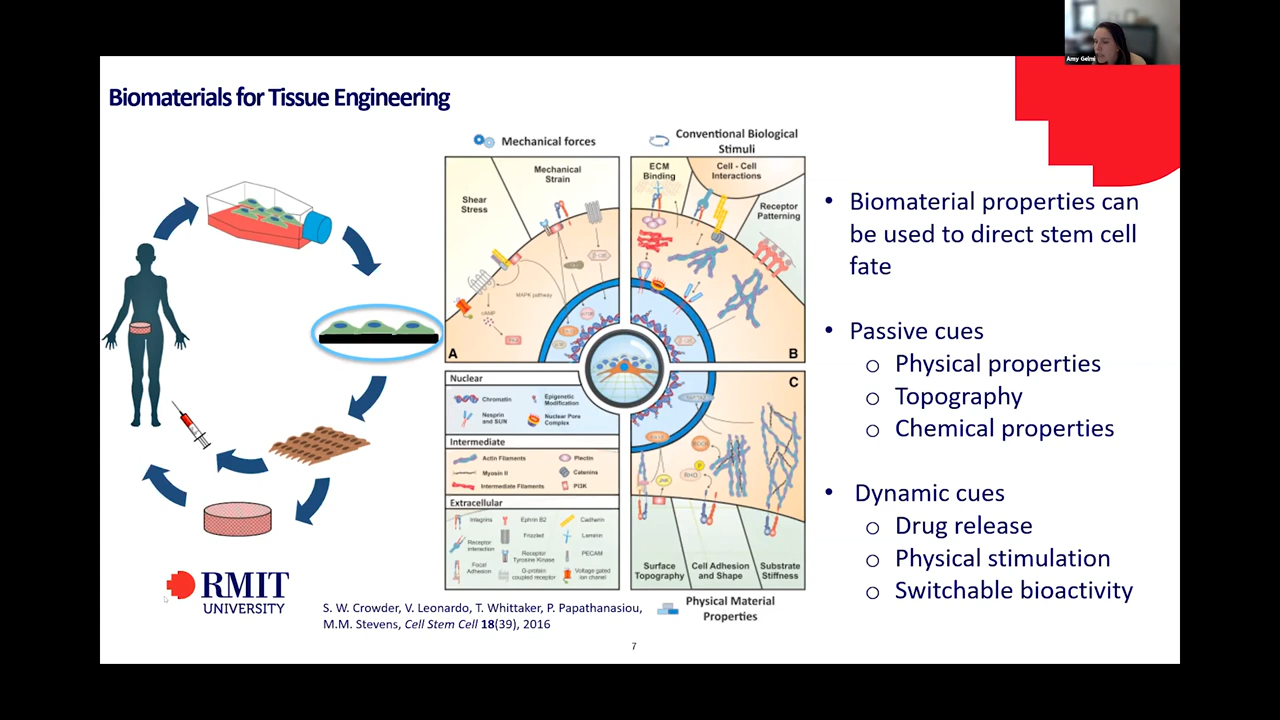 Amy Gelmi
Biomaterials for Tissue Engineering
Mechanical forces
Conventional Biological
Stimuli
Shear
Stress
Mechanical
Strain
MAPK pathway
cAMP
A
ECM
Binding
Cell - Cell
Interactions
Receptor
Patterning
B
Nuclear
Chromatin
Epigenetic
Modification
Nesprin
and SUN
Nuclear Pore
Complex
Intermediate
Actin Filaments
Plectin
Myosin II
Catenins
Intermediate Filaments
PI3K
Extracellular
Integrins
Ephrin B2
Cadherin
Receptor
interaction
Frizzled
Laminin
Focal
Adhesion
Receptor
Tyrosine Kinase
PECAM
G-protein
coupled receptor
Voltage gated
ion channel
C
ROCK
RHO
P
Surface
Topography
Cell Adhesion
and Shape
Substrate
Stiffness
Physical Material
Properties
• Biomaterial properties can
be used to direct stem cell
fate
• Passive cues
o Physical properties
o Topography
o Chemical properties
• Dynamic cues
o Drug release
o Physical stimulation
o Switchable bioactivity
RMIT
UNIVERSITY
S. W. Crowder, V. Leonardo, T. Whittaker, P. Papathanasiou,
M.M. Stevens, Cell Stem Cell 18(39), 2016
7